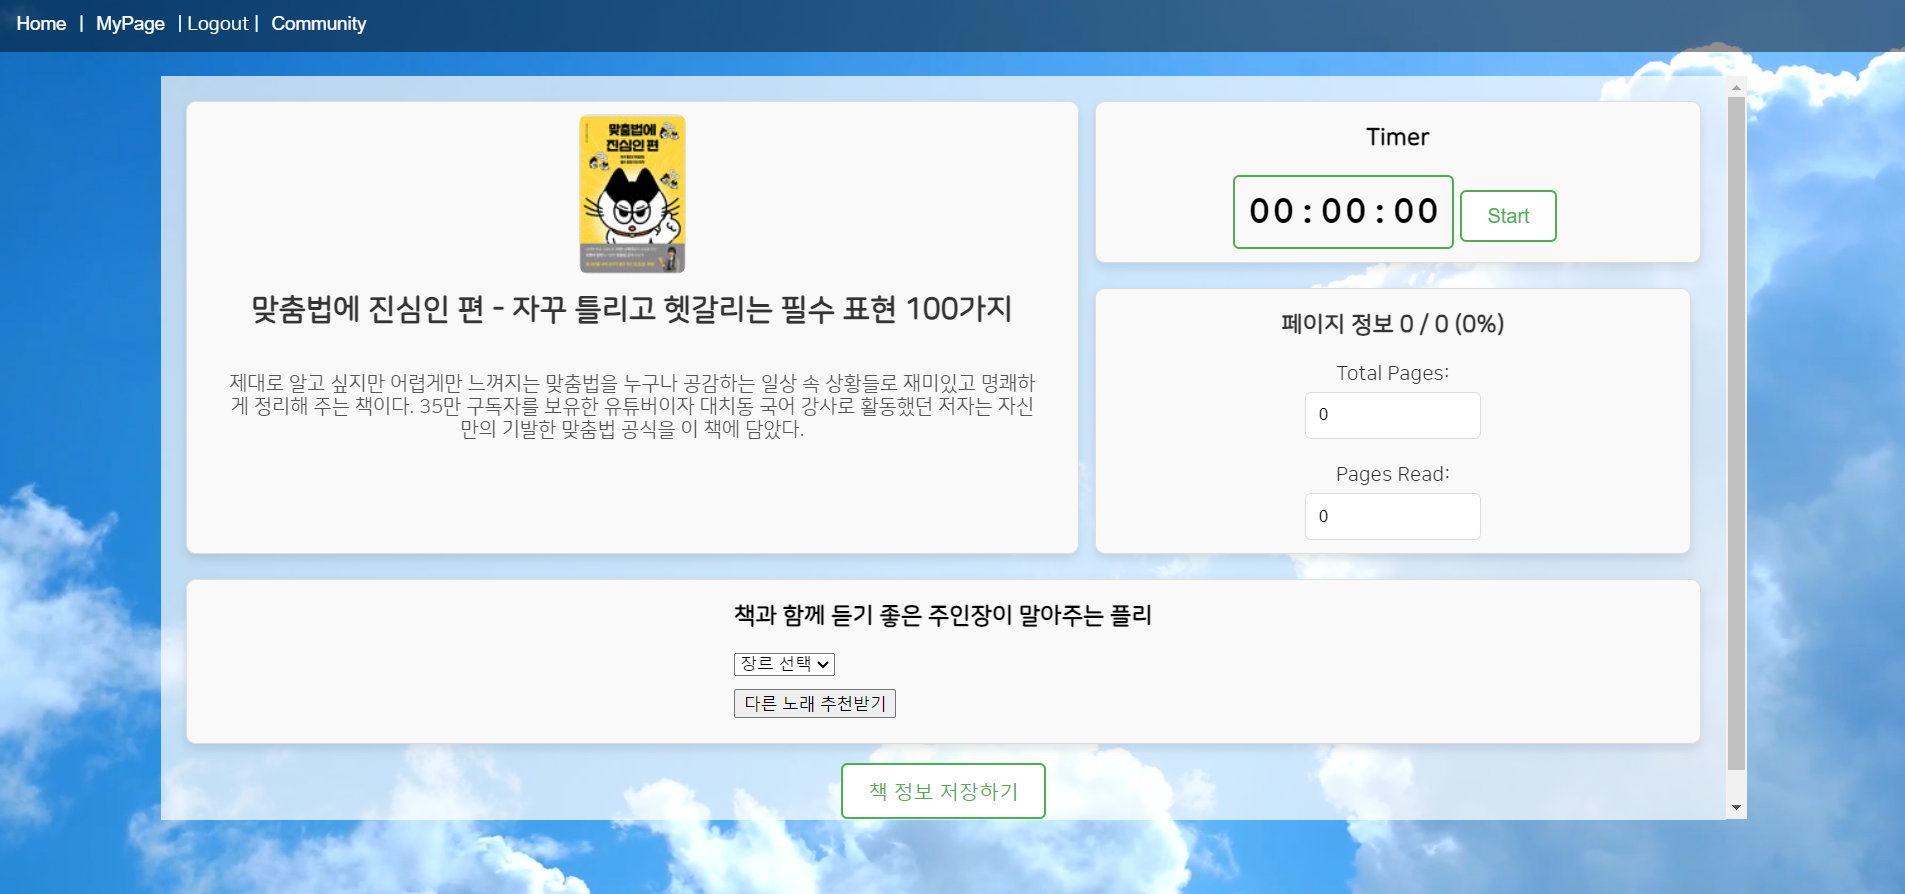 Home | MyPage | Logout | Community
맞춤법에
진심인 편
맞춤법에 진심인 편 - 자꾸 틀리고 헷갈리는 필수 표현 100가지
제대로 알고 싶지만 어렵게만 느껴지는 맞춤법을 누구나 공감하는 일상 속 상황들로 재미있고 명쾌하
게 정리해 주는 책이다. 35만 구독자를 보유한 유튜버이자 대치동 국어 강사로 활동했던 저자는 자신
만의 기발한 맞춤법 공식을 이 책에 담았다.
Timer
00:00:00
Start
페이지 정보 0 / 0 (0%)
Total Pages:
0
Pages Read:
0
책과 함께 듣기 좋은 주인장이 말아주는 플리
장르 선택
다른 노래 추천받기
책 정보 저장하기